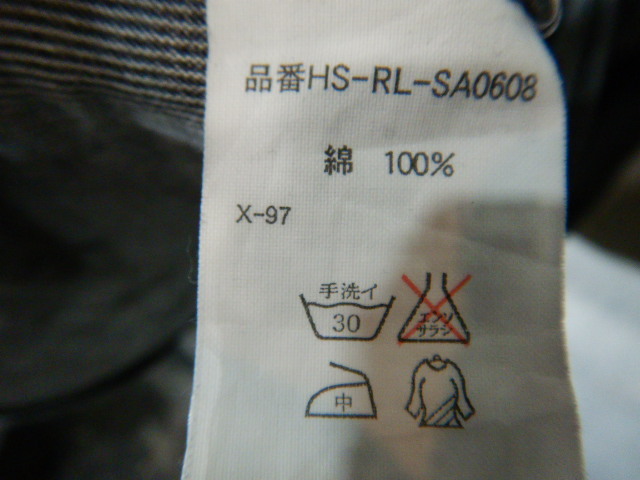 品番HS-RL-SA0608
綿 100%
X-97
手洗イ
30
エンソ
サラシ
中